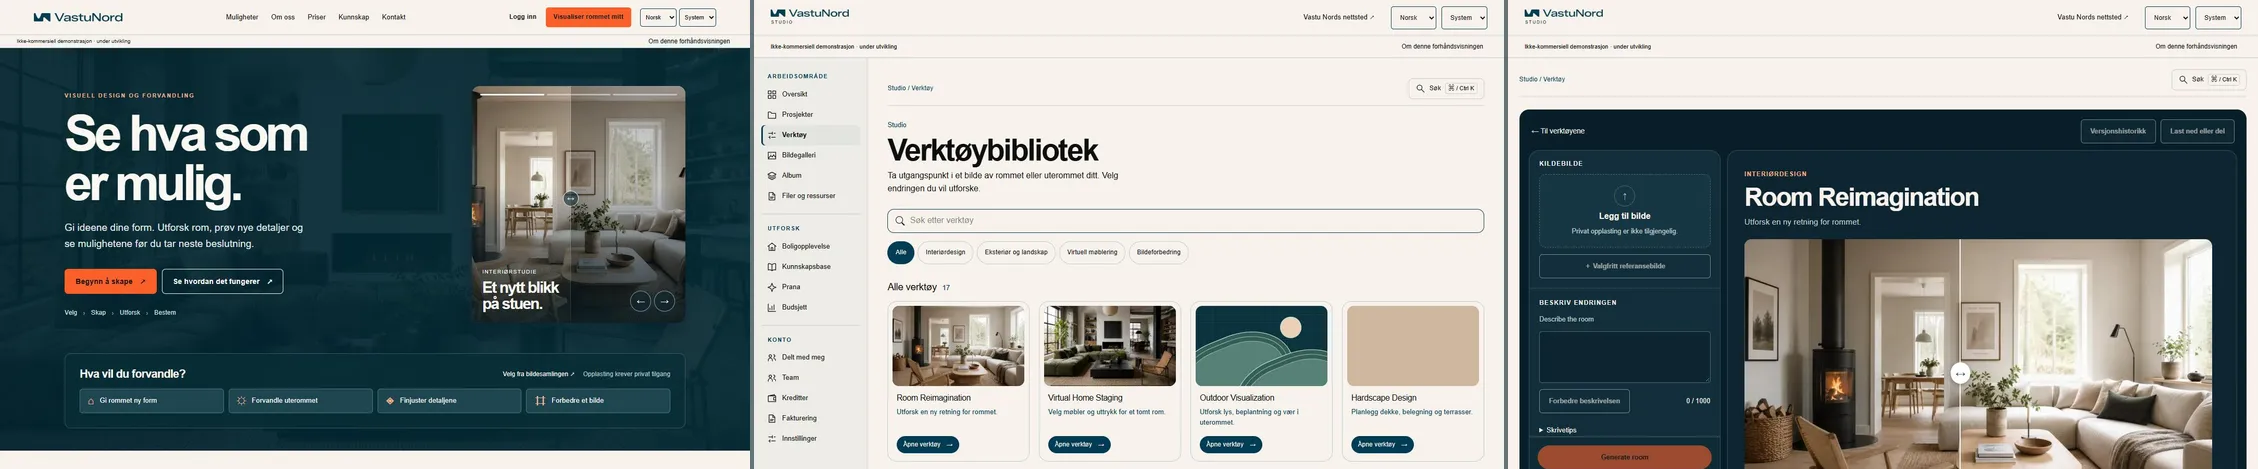 VastuNord
Muligheter Om oss Priser Kunnskap Kontakt
Logg inn
Visualiser rommet mitt
Norsk
System
Ikke-kommersiell demonstrasjon · under utvikling
Om denne forhåndsvisningen
VISUELL DESIGN OG FORVANDLING
Se hva som
er mulig.
Gi ideene dine form. Utforsk rom, prøv nye detaljer og
se mulighetene før du tar neste beslutning.
Begynn å skape ↗
Se hvordan det fungerer ↗
Velg › Skap › Utforsk › Bestem
INTERIØRSTUDIE
Et nytt blikk
på stuen.
← →
Hva vil du forvandle?
Velg fra bildesamlingen ↗
Opplasting krever privat tilgang
Gi rommet ny form
Forvandle uterommet
Finjuster detaljene
Forbedre et bilde
VastuNord
STUDIO
Vastu Nords nettsted ↗
Norsk
System
Ikke-kommersiell demonstrasjon · under utvikling
Om denne forhåndsvisningen
ARBEIDSOMRÅDE
Oversikt
Prosjekter
Verktøy
Bildegalleri
Album
Filer og ressurser
UTFORSK
Boligopplevelse
Kunnskapsbase
Prana
Budsjett
KONTO
Delt med meg
Team
Kreditter
Fakturering
Innstillinger
Studio / Verktøy
Søk ⌘ / Ctrl K
Studio
Verktøybibliotek
Ta utgangspunkt i et bilde av rommet eller uterommet ditt. Velg
endringen du vil utforske.
Søk etter verktøy
Alle
Interiørdesign
Eksteriør og landskap
Virtuell møblering
Bildeforbedring
Alle verktøy 17
Room Reimagination
Utforsk en ny retning for rommet.
Åpne verktøy →
Virtual Home Staging
Velg møbler og uttrykk for et tomt rom.
Åpne verktøy →
Outdoor Visualization
Utforsk lys, beplantning og vær i
uterommet.
Åpne verktøy →
Hardscape Design
Planlegg dekke, belegning og terrasser.
Åpne verktøy →
VastuNord
STUDIO
Vastu Nords nettsted ↗
Norsk
System
Ikke-kommersiell demonstrasjon · under utvikling
Om denne forhåndsvisningen
Studio / Verktøy
Søk ⌘ / Ctrl K
← Til verktøyene
Versjonshistorikk
Last ned eller del
KILDEBILDE
↑
Legg til bilde
Privat opplasting er ikke tilgjengelig.
+ Valgfritt referansebilde
BESKRIV ENDRINGEN
Describe the room
Forbedre beskrivelsen
0 / 1000
▸ Skrivetips
Generate room
INTERIØRDESIGN
Room Reimagination
Utforsk en ny retning for rommet.